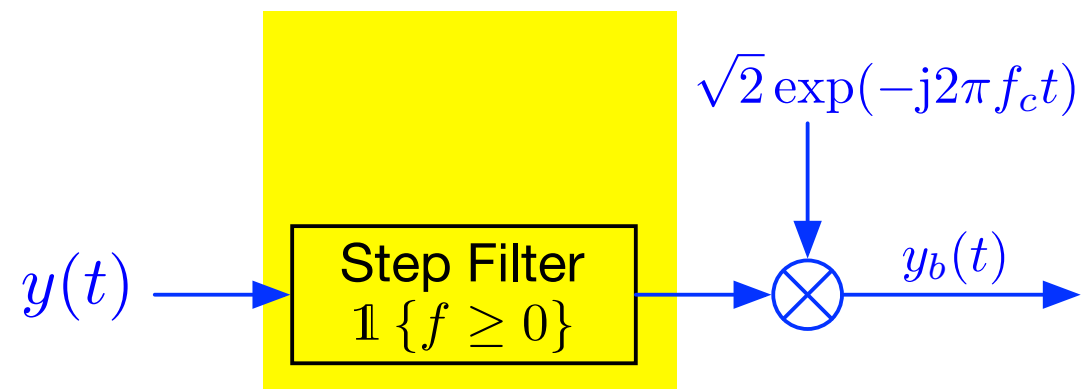 √2 exp(−j2πf_c t)
y(t)
Step Filter
𝟙 {f ≥ 0}
y_b(t)